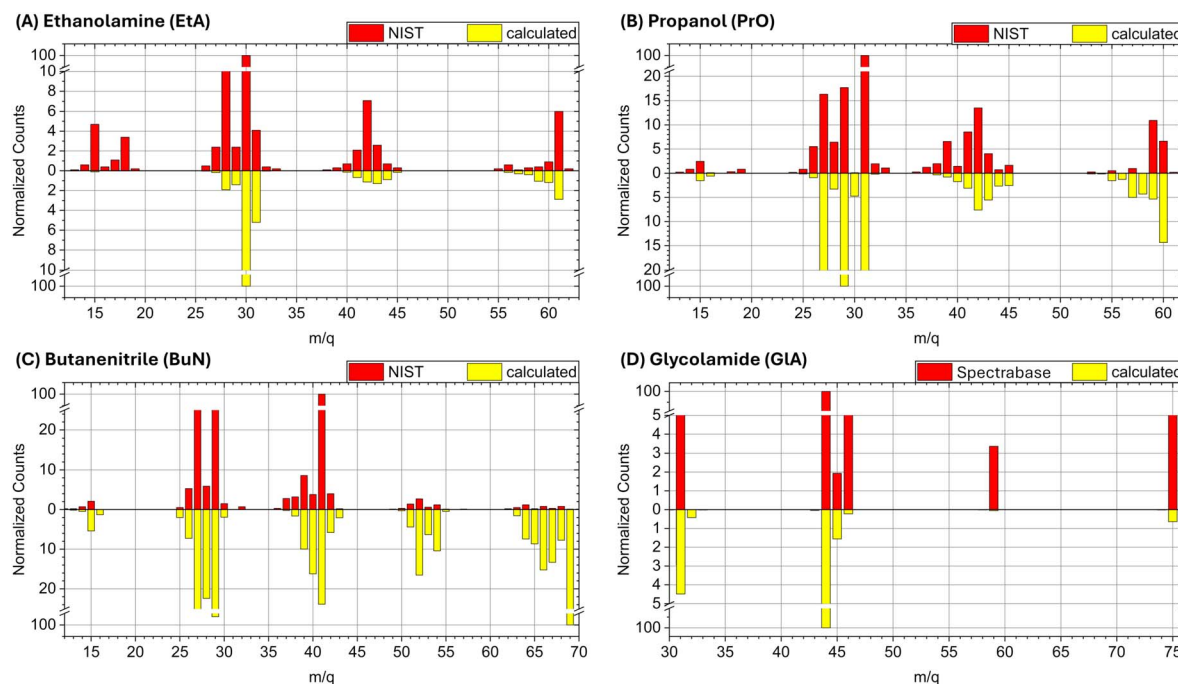 (A) Ethanolamine (EtA)
NIST calculated
100
10
8
6
4
2
0
2
4
6
8
10
100
Normalized Counts
15 20 25 30 35 40 45 50 55 60
m/q
(B) Propanol (PrO)
NIST calculated
100
20
15
10
5
0
5
10
15
20
100
Normalized Counts
15 20 25 30 35 40 45 50 55 60
m/q
(C) Butanenitrile (BuN)
NIST calculated
100
20
10
0
10
20
100
Normalized Counts
15 20 25 30 35 40 45 50 55 60 65 70
m/q
(D) Glycolamide (GlA)
Spectrabase calculated
100
5
4
3
2
1
0
1
2
3
4
5
100
Normalized Counts
30 35 40 45 50 55 60 65 70 75
m/q